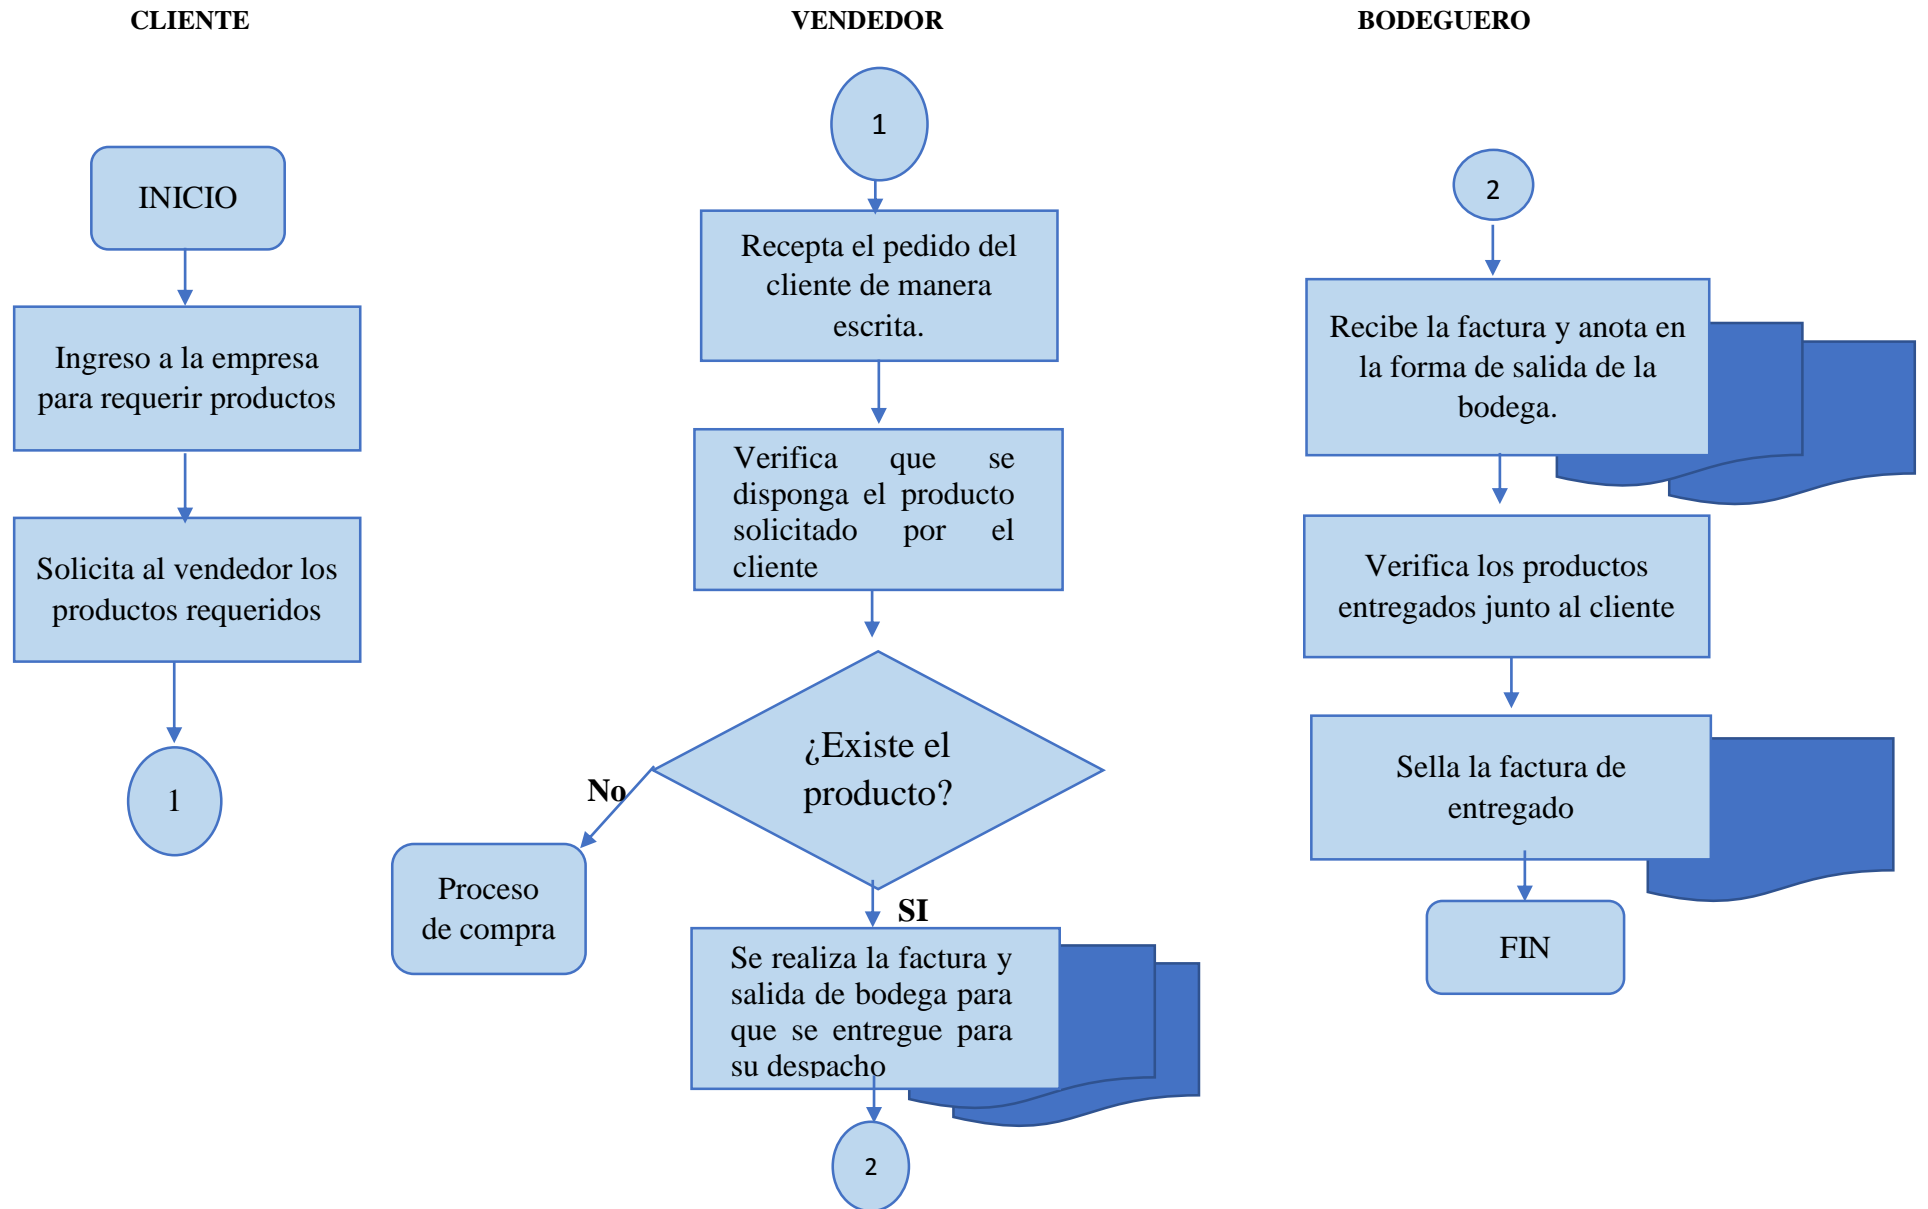 CLIENTE
VENDEDOR
BODEGUERO
INICIO
Ingreso a la empresa
para requerir productos
Solicita al vendedor los
productos requeridos
1
1
Recepta el pedido del
cliente de manera
escrita.
Verifica que se
disponga el producto
solicitado por el
cliente
¿Existe el
producto?
No
Proceso
de compra
SI
Se realiza la factura y
salida de bodega para
que se entregue para
su despacho
2
2
Recibe la factura y anota en
la forma de salida de la
bodega.
Verifica los productos
entregados junto al cliente
Sella la factura de
entregado
FIN